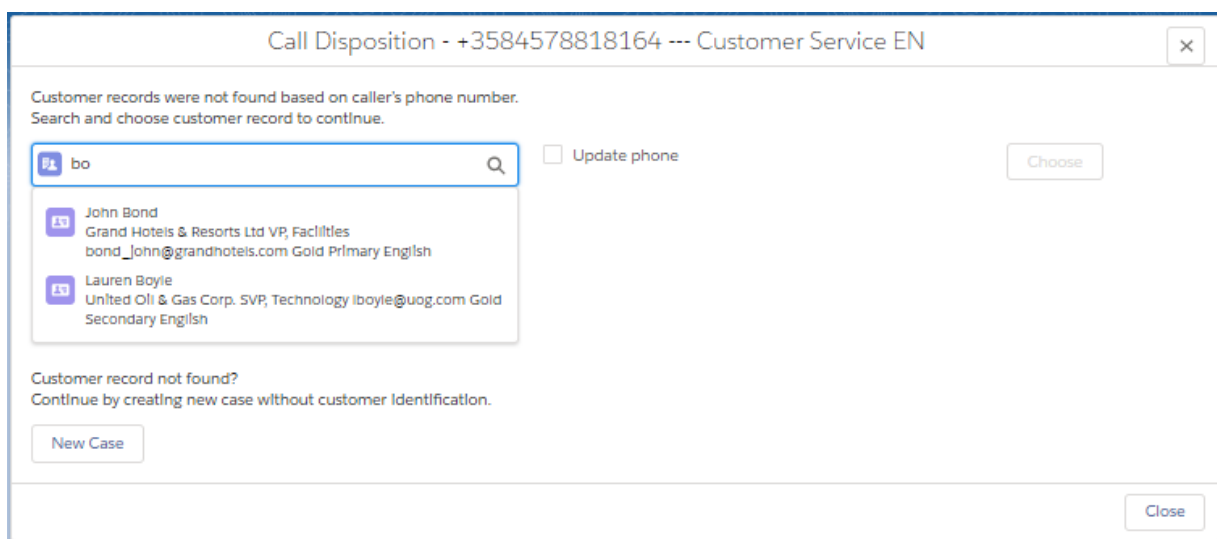 Call Disposition - +3584578818164 --- Customer Service EN
Customer records were not found based on caller's phone number.
Search and choose customer record to continue.
bo
Update phone
Choose
John Bond
Grand Hotels & Resorts Ltd VP, Facilities
bond_john@grandhotels.com Gold Primary English
Lauren Boyle
United Oil & Gas Corp. SVP, Technology lboyle@uog.com Gold
Secondary English
Customer record not found?
Continue by creating new case without customer identification.
New Case
Close